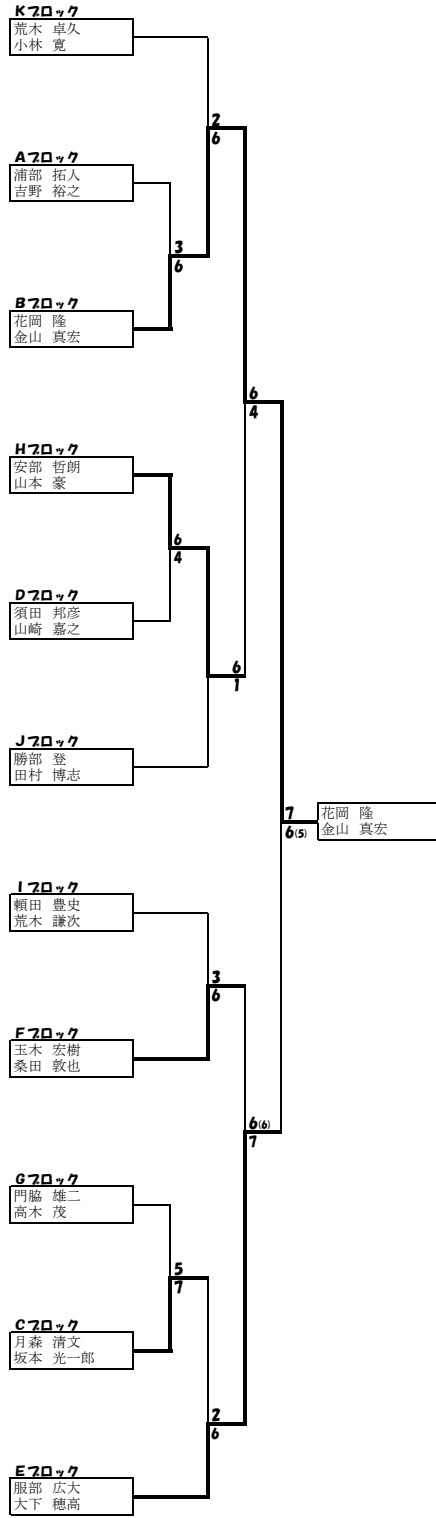 Kブロック
荒木 卓久
小林 寛
2
6
Aブロック
浦部 拓人
吉野 裕之
3
6
Bブロック
花岡 隆
金山 真宏
6
4
Hブロック
安部 哲朗
山本 豪
6
4
Dブロック
須田 邦彦
山崎 嘉之
6
1
Jブロック
勝部 登
田村 博志
7
6(5)
花岡 隆
金山 真宏
Iブロック
頼田 豊史
荒木 謙次
3
6
Fブロック
玉木 宏樹
桑田 敦也
6(6)
7
Gブロック
門脇 雄二
高木 茂
5
7
Cブロック
月森 清文
坂本 光一郎
2
6
Eブロック
服部 広大
大下 穂高